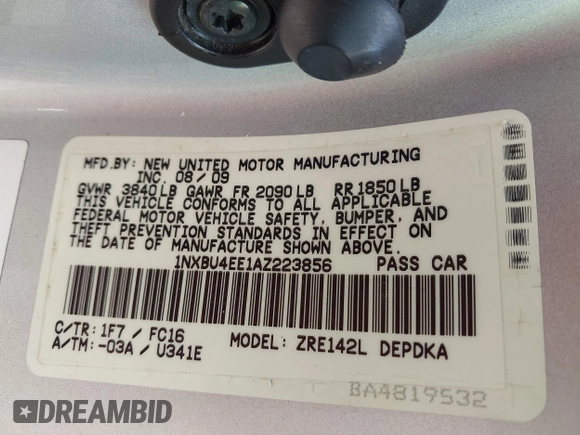 MFD.BY: NEW UNITED MOTOR MANUFACTURING
INC. 08/09
GVWR 3840LB GAWR FR 2090LB RR 1850LB
THIS VEHICLE CONFORMS TO ALL APPLICABLE
FEDERAL MOTOR VEHICLE SAFETY, BUMPER, AND
THEFT PREVENTION STANDARDS IN EFFECT ON
THE DATE OF MANUFACTURE SHOWN ABOVE.
1NXBU4EE1AZ223856 PASS CAR
C/TR: 1F7 / FC16
A/TM: -03A / U341E
MODEL: ZRE142L DEPDKA
BA4819532
DREAMBID